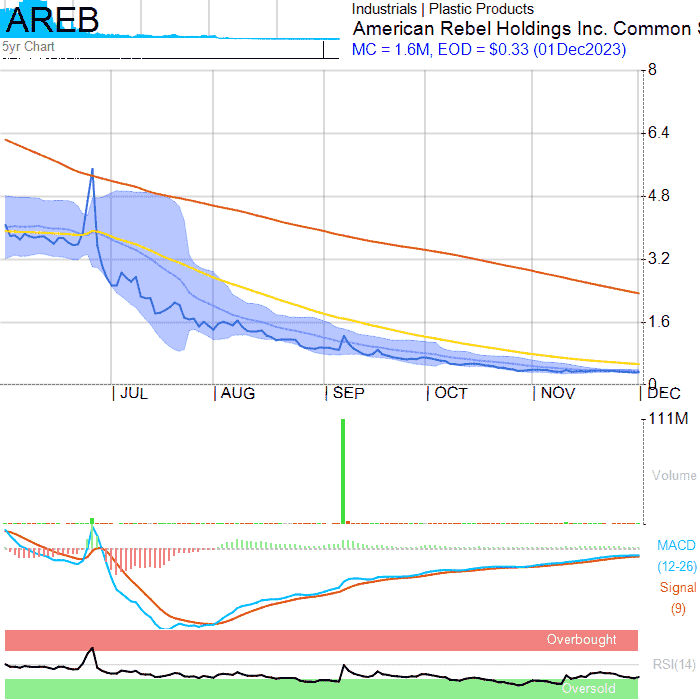 AREB
5yr Chart
Industrials | Plastic Products
American Rebel Holdings Inc. Common
MC = 1.6M, EOD = $0.33 (01Dec2023)
8
6.4
4.8
3.2
1.6
0
JUL AUG SEP OCT NOV DEC
111M
Volume
MACD
(12-26)
Signal
(9)
Overbought
RSI(14)
Oversold